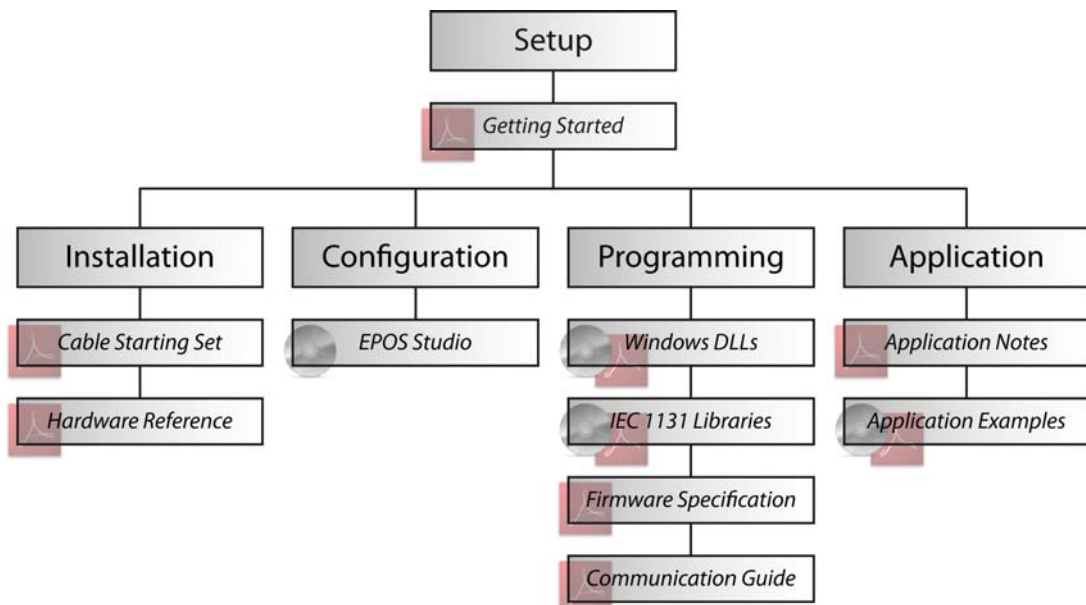 Setup
Getting Started
Installation
Cable Starting Set
Hardware Reference
Configuration
EPOS Studio
Programming
Windows DLLs
IEC 1131 Libraries
Firmware Specification
Communication Guide
Application
Application Notes
Application Examples